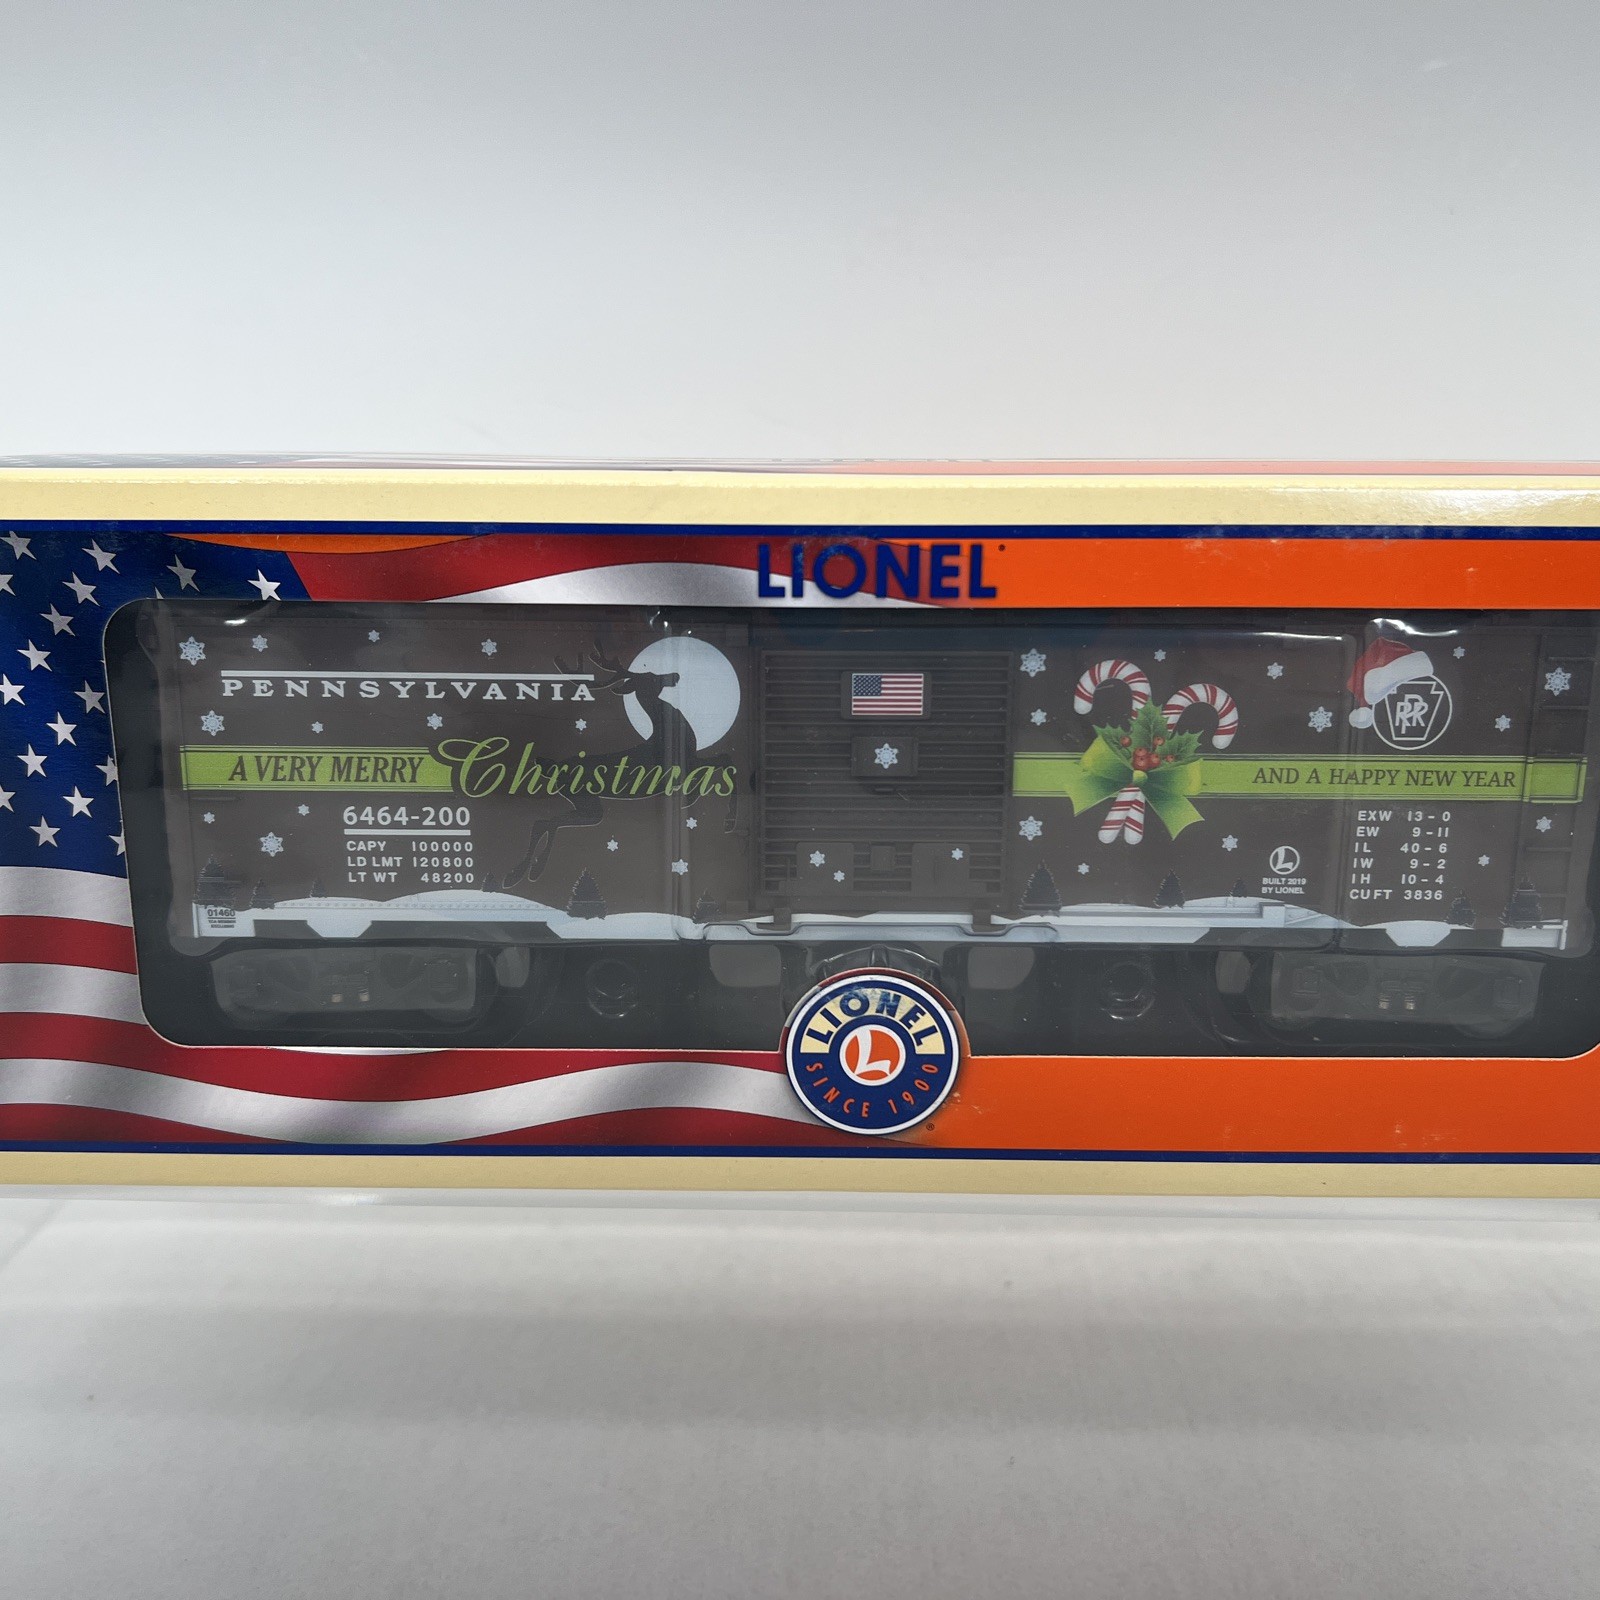 LIONEL
PENNSYLVANIA
A VERY MERRY Christmas
6464-200
CAPY 100000
LD LMT 120800
LT WT 48200
01460
AND A HAPPY NEW YEAR
PRR
EXW 13-0
EW 9-11
IL 40-6
IW 9-2
IH 10-4
CU FT 3836
L
BUILT 2019
BY LIONEL
LIONEL
L
SINCE 1900
®